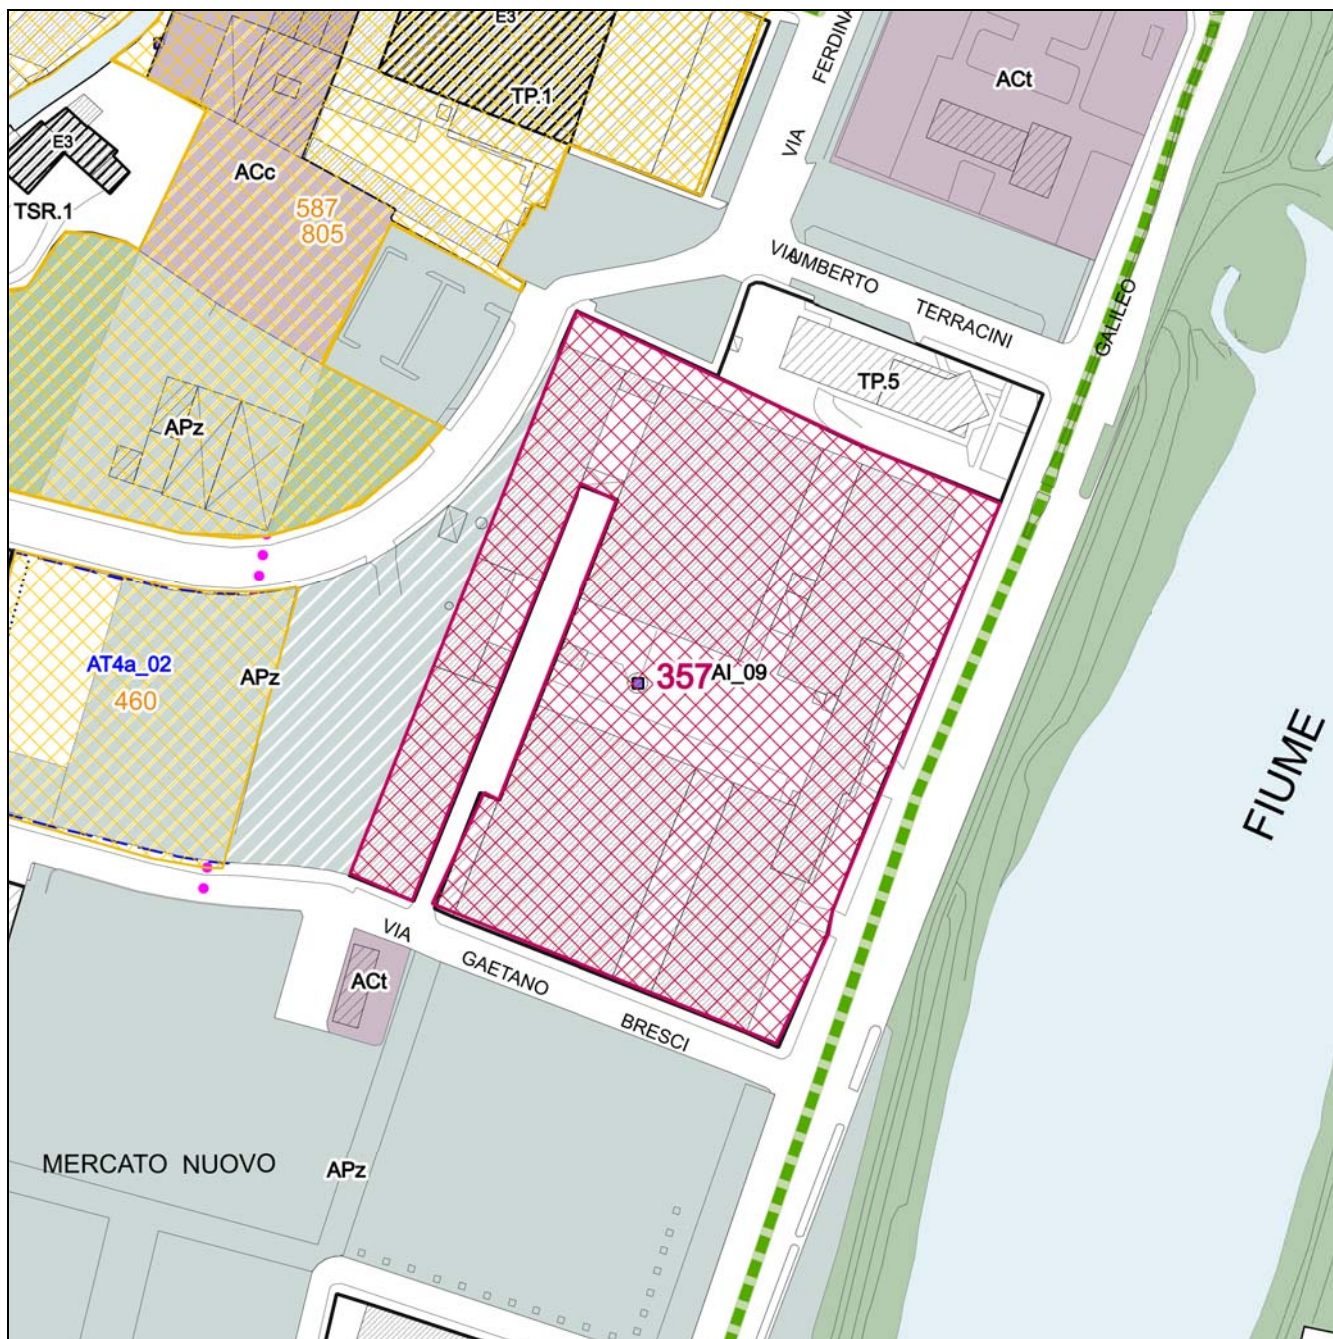 E3
TP.1
VIA FERDINA
ACt
E3
ACc
TSR.1
587
805
VIA UMBERTO TERRACINI
GALILEO
TP.5
APz
AT4a_02
460
APz
357
AI_09
FIUME
VIA GAETANO BRESCI
ACt
MERCATO NUOVO
APz